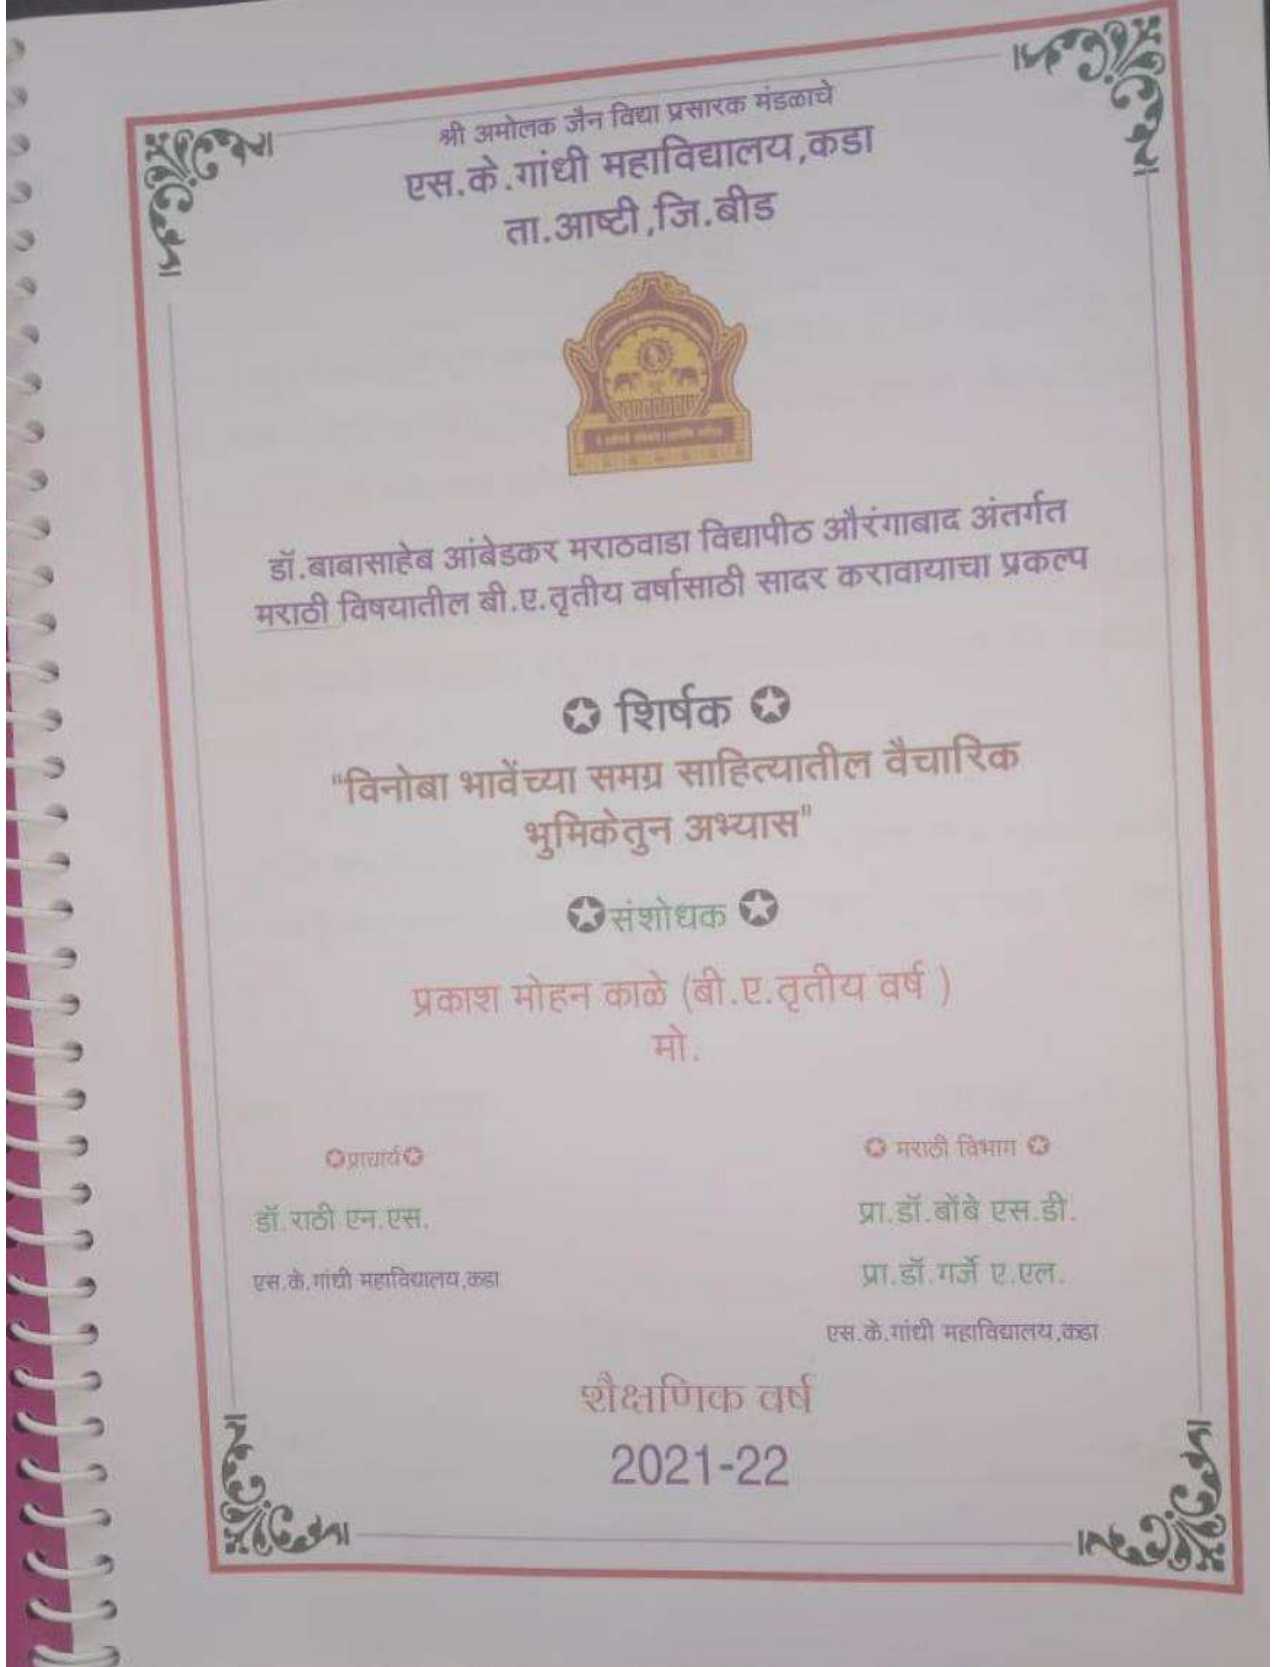 श्री अमोलक जैन विद्या प्रसारक मंडळाचे
एस.के.गांधी महाविद्यालय,कडा
ता.आष्टी,जि.बीड
डॉ.बाबासाहेब आंबेडकर मराठवाडा विद्यापीठ औरंगाबाद अंतर्गत
मराठी विषयातील बी.ए.तृतीय वर्षासाठी सादर करावायाचा प्रकल्प
✪ शिर्षक ✪
"विनोबा भावेंच्या समग्र साहित्यातील वैचारिक
भुमिकेतुन अभ्यास"
✪संशोधक ✪
प्रकाश मोहन काळे (बी.ए.तृतीय वर्ष )
मो.
✪प्राचार्य✪
डॉ.राठी एन.एस.
एस.के.गांधी महाविद्यालय,कडा
✪ मराठी विभाग ✪
प्रा.डॉ.बोंबे एस.डी.
प्रा.डॉ.गर्जे ए.एल.
एस.के.गांधी महाविद्यालय,कडा
शैक्षणिक वर्ष
2021-22